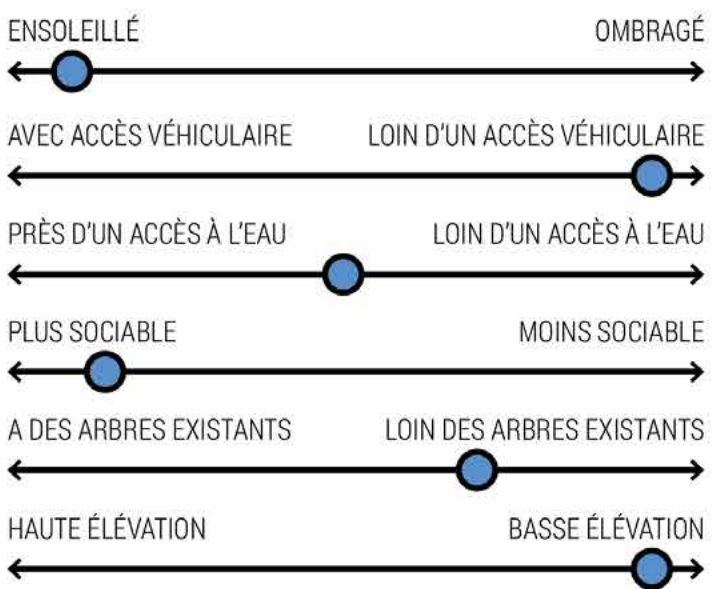 ENSOLEILLÉ OMBRAGÉ
AVEC ACCÈS VÉHICULAIRE LOIN D'UN ACCÈS VÉHICULAIRE
PRÈS D'UN ACCÈS À L'EAU LOIN D'UN ACCÈS À L'EAU
PLUS SOCIABLE MOINS SOCIABLE
A DES ARBRES EXISTANTS LOIN DES ARBRES EXISTANTS
HAUTE ÉLÉVATION BASSE ÉLÉVATION